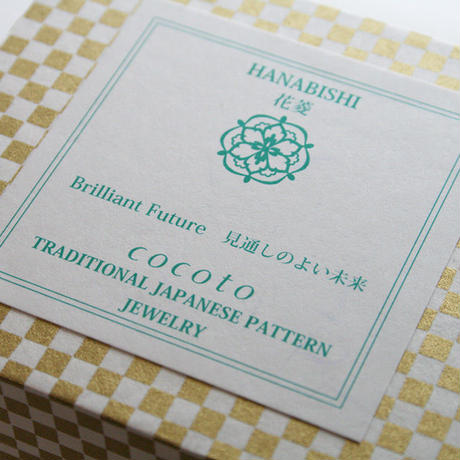 HANABISHI
花菱
Brilliant Future 見通しのよい未来
cocoto
TRADITIONAL JAPANESE PATTERN
JEWELRY